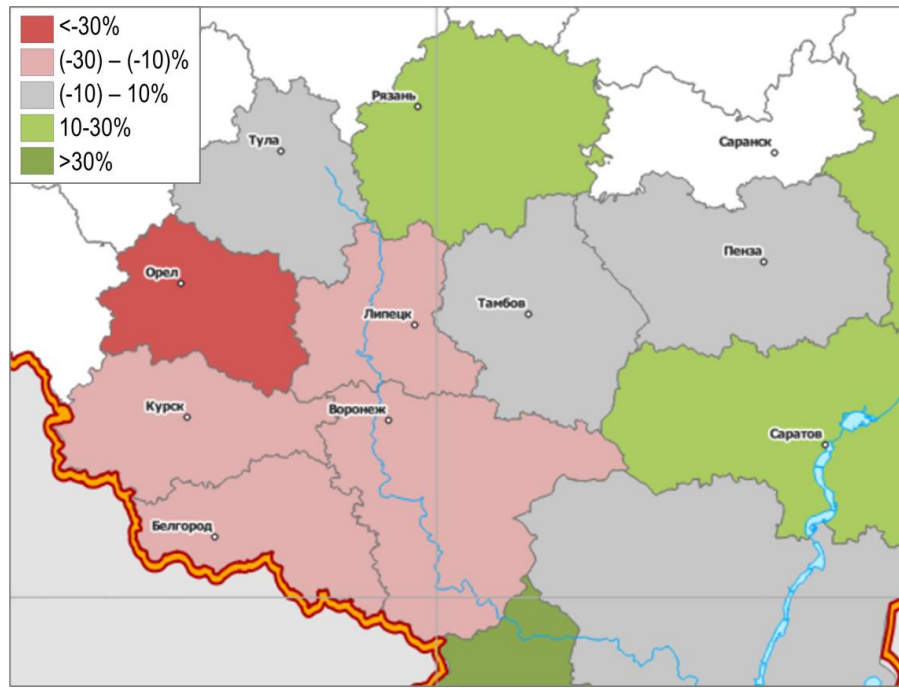 <-30%
(-30) – (-10)%
(-10) – 10%
10-30%
>30%
Рязань
Тула
Саранск
Пенза
Орел
Липецк
Тамбов
Курск
Воронеж
Саратов
Белгород